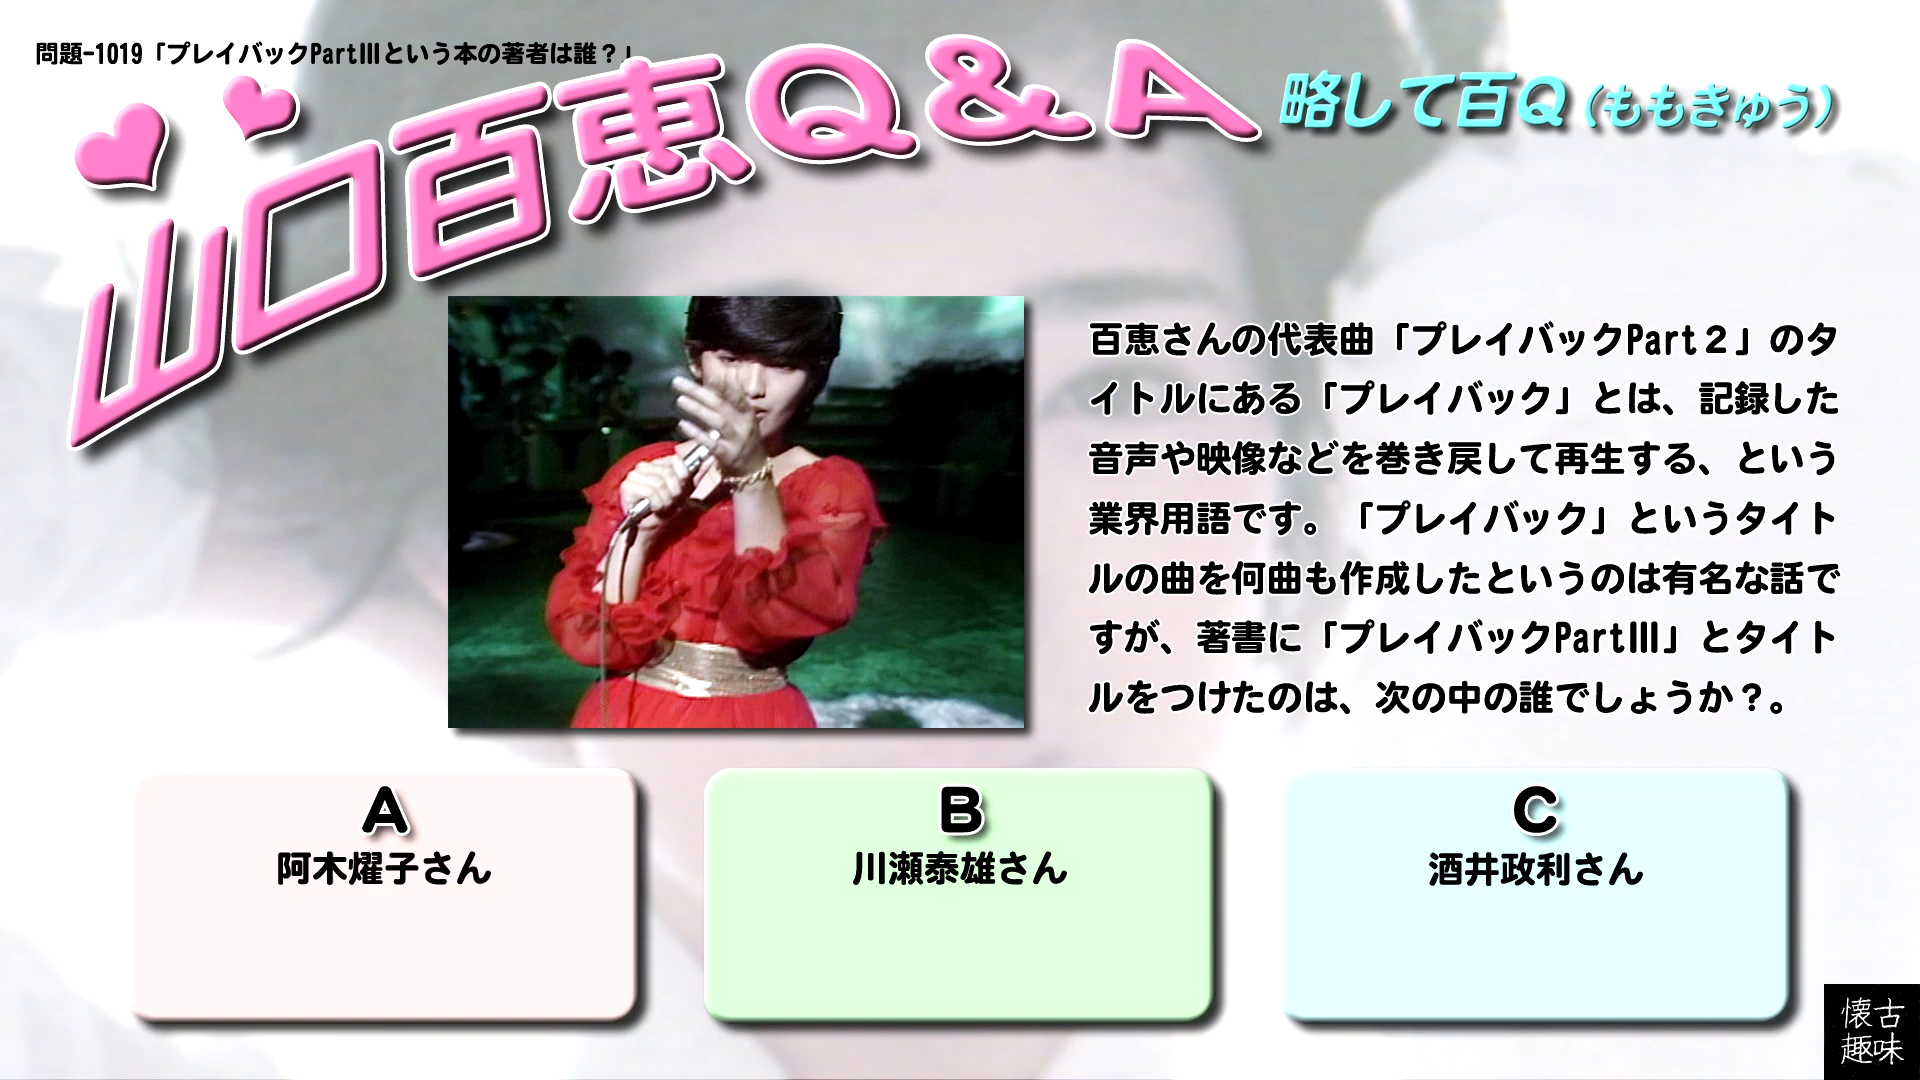 問題-1019「プレイバックPartⅢという本の著者は誰？」
山口百恵Q&A
略して百Q（ももきゅう）
百恵さんの代表曲「プレイバックPart２」のタ
イトルにある「プレイバック」とは、記録した
音声や映像などを巻き戻して再生する、という
業界用語です。「プレイバック」というタイト
ルの曲を何曲も作成したというのは有名な話で
すが、著書に「プレイバックPartⅢ」とタイト
ルをつけたのは、次の中の誰でしょうか？。
A
阿木燿子さん
B
川瀬泰雄さん
C
酒井政利さん
懐古
趣味